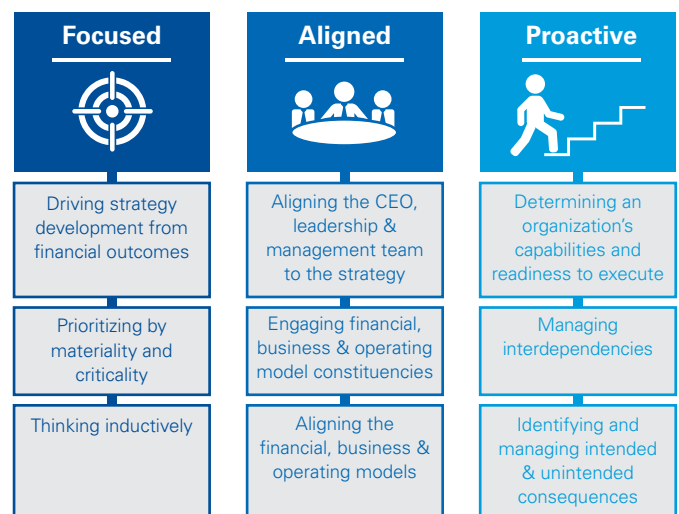 Focused
Driving strategy
development from
financial outcomes
Prioritizing by
materiality and
criticality
Thinking inductively
Aligned
Aligning the CEO,
leadership &
management team
to the strategy
Engaging financial,
business & operating
model constituencies
Aligning the
financial, business &
operating models
Proactive
Determining an
organization’s
capabilities and
readiness to execute
Managing
interdependencies
Identifying and
managing intended
& unintended
consequences